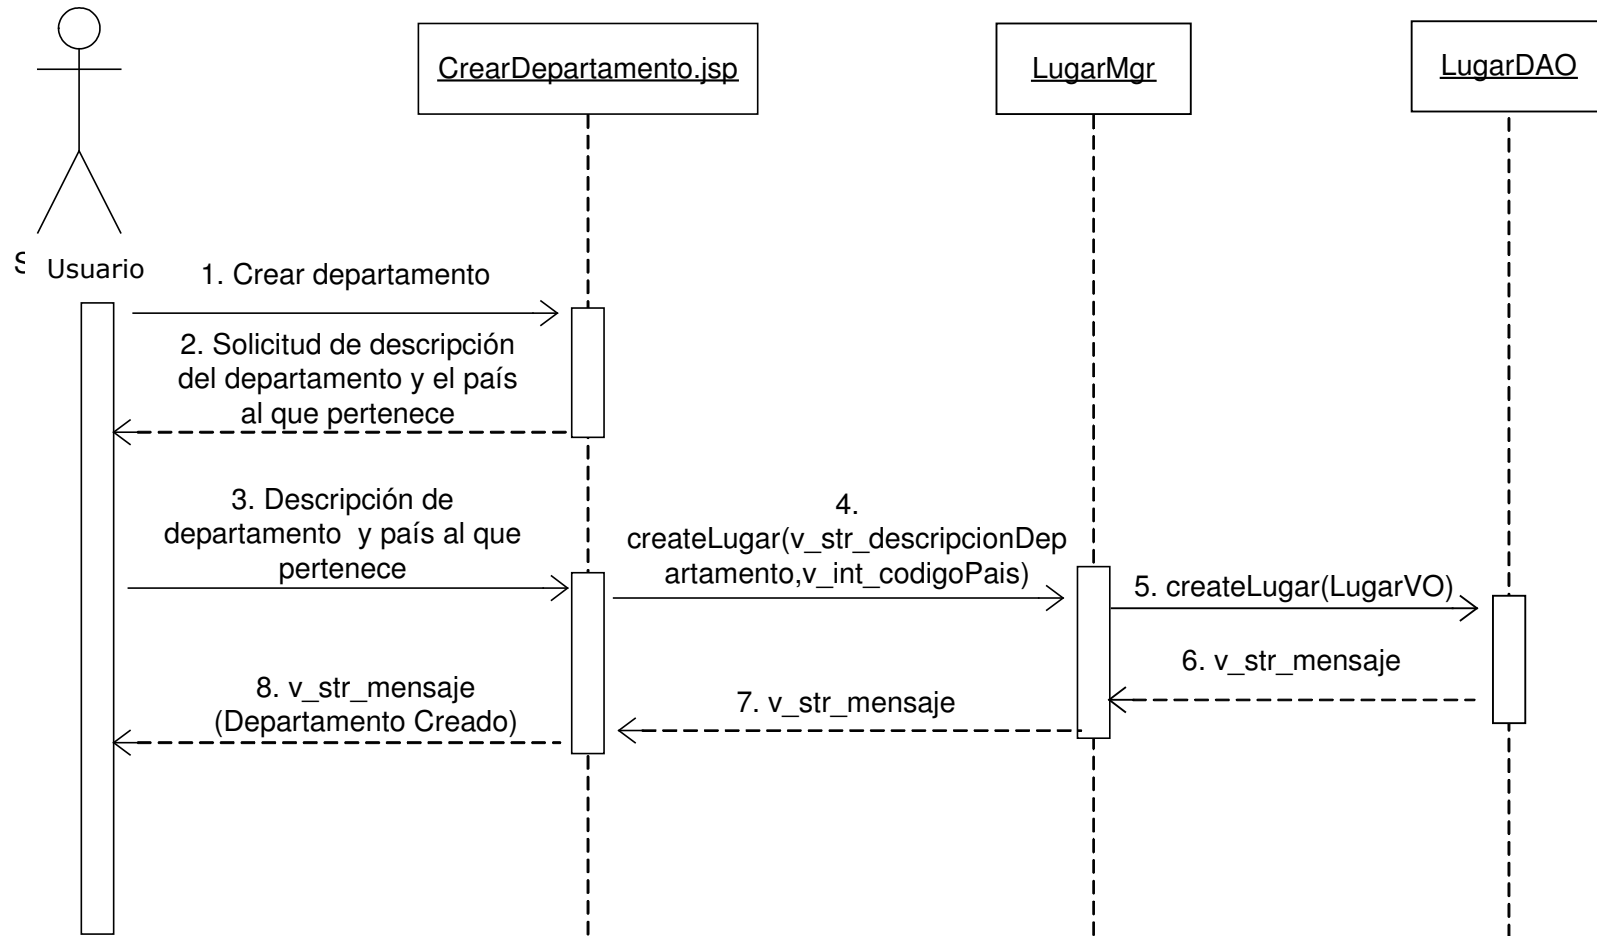 CrearDepartamento.jsp
LugarMgr
LugarDAO
Usuario
1. Crear departamento
2. Solicitud de descripción
del departamento y el país
al que pertenece
3. Descripción de
departamento y país al que
pertenece
4.
createLugar(v_str_descripcionDep
artamento,v_int_codigoPais)
5. createLugar(LugarVO)
6. v_str_mensaje
7. v_str_mensaje
8. v_str_mensaje
(Departamento Creado)